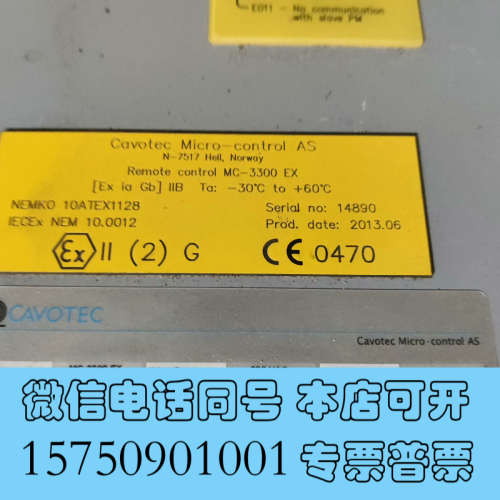 E011 - No communication
with slave PM
Cavotec Micro-control AS
N-7517 Hell, Norway
Remote control MC-3300 EX
[Ex ia Gb] IIB Ta: -30°C to +60°C
NEMKO 10ATEX1128 Serial no: 14890
IECEx NEM 10.0012 Prod. date: 2013.06
Ex II (2) G CE 0470
CAVOTEC
Cavotec Micro-control AS
微信电话同号 本店可开
15750901001 专票普票